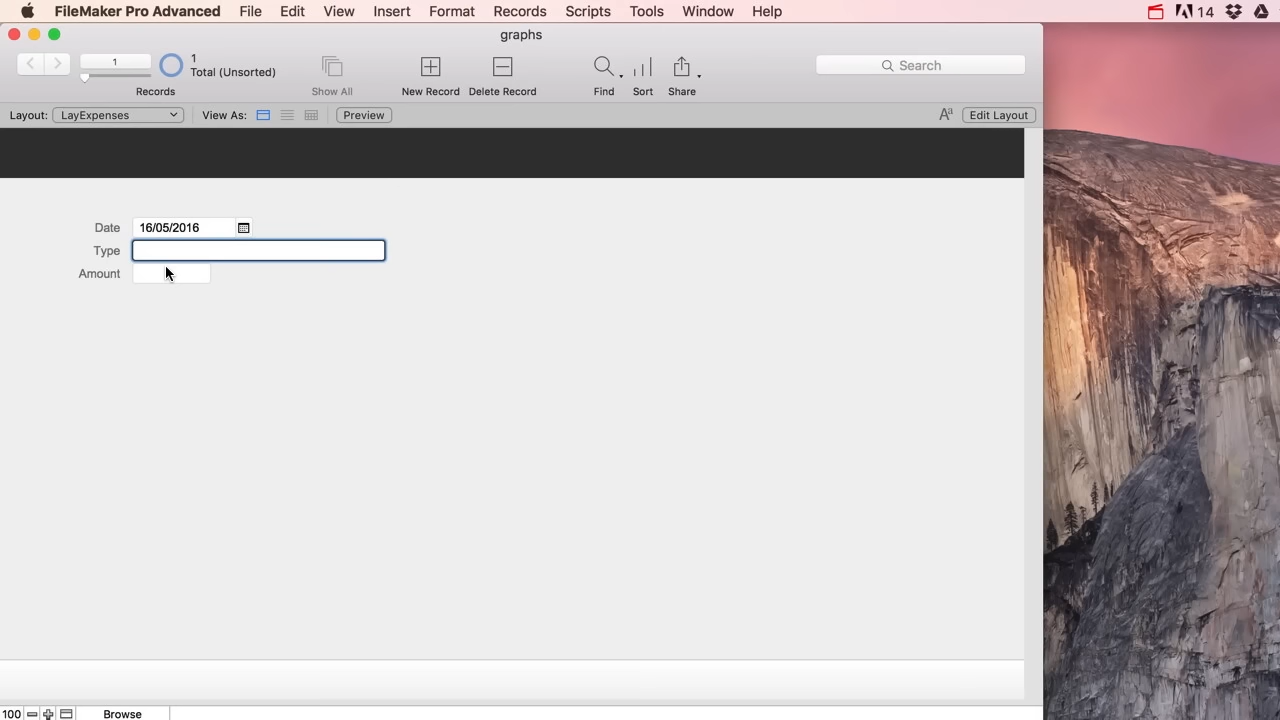 FileMaker Pro Advanced File Edit View Insert Format Records Scripts Tools Window Help 14
graphs
1 1
Total (Unsorted)
Search
Records Show All New Record Delete Record Find Sort Share
Layout: LayExpenses View As: Preview Aa Edit Layout
Date 16/05/2016
Type
Amount
100 Browse